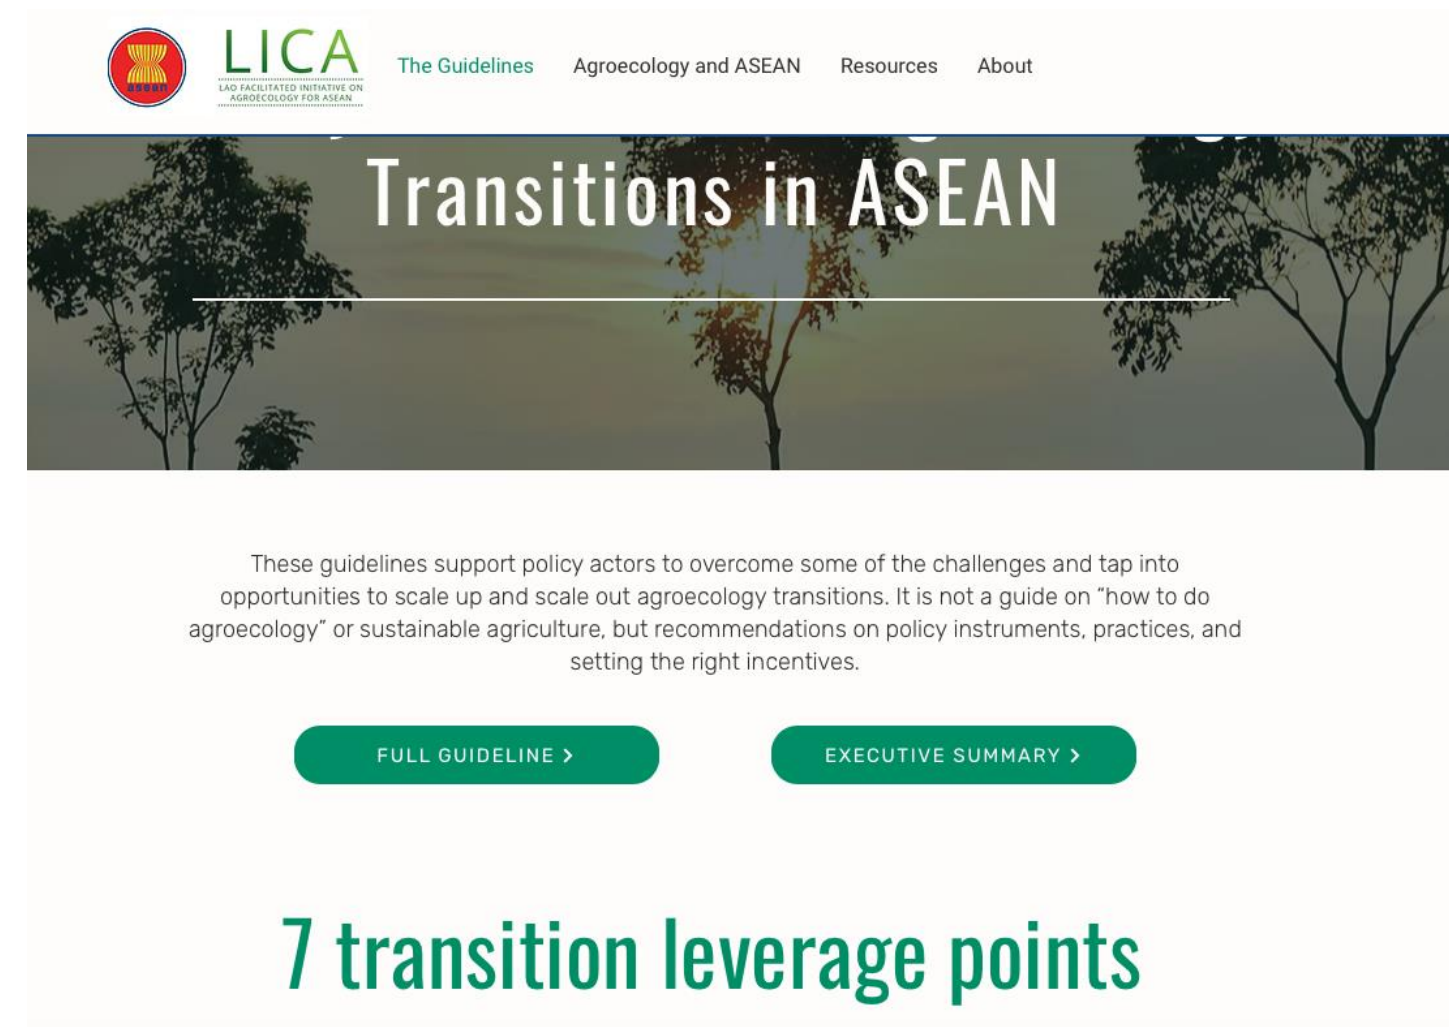 asean
LICA
LAO FACILITATED INITIATIVE ON
AGROECOLOGY FOR ASEAN
The Guidelines
Agroecology and ASEAN
Resources
About
Transitions in ASEAN
These guidelines support policy actors to overcome some of the challenges and tap into
opportunities to scale up and scale out agroecology transitions. It is not a guide on “how to do
agroecology” or sustainable agriculture, but recommendations on policy instruments, practices, and
setting the right incentives.
FULL GUIDELINE >
EXECUTIVE SUMMARY >
7 transition leverage points